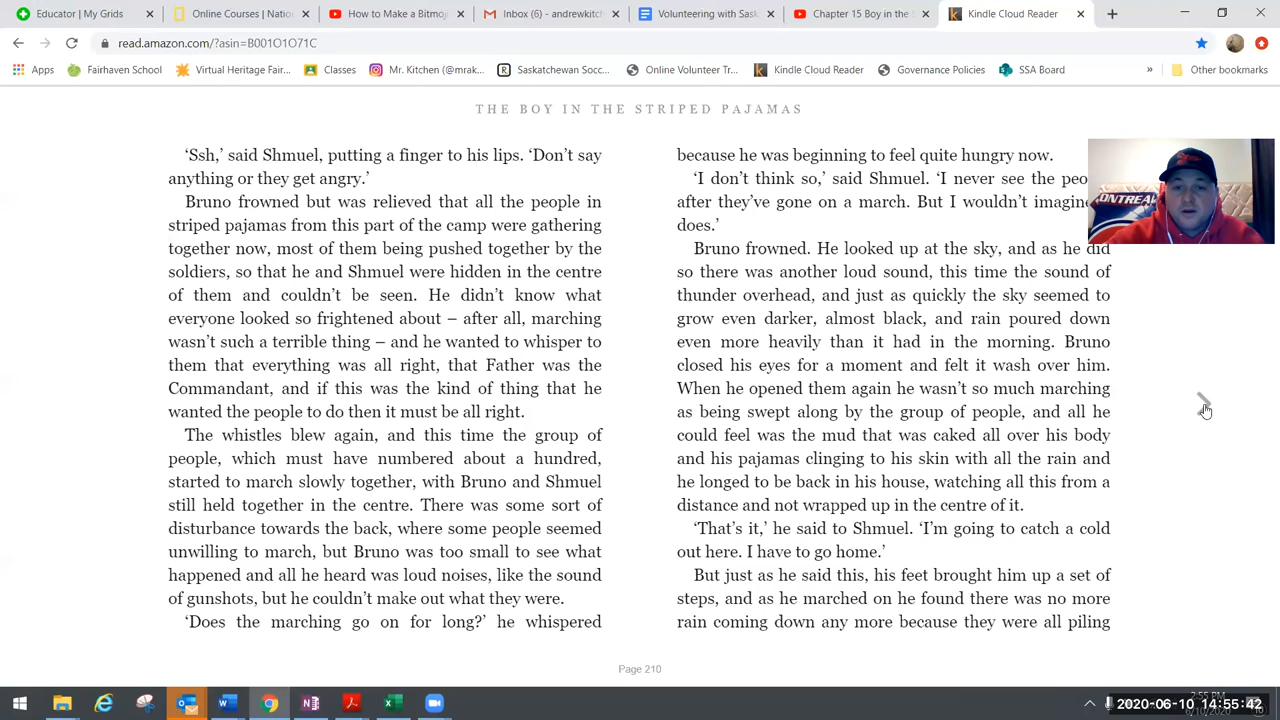 Educator | My Grids
Online Courses | Nation
How to Make a Bitmoji
Inbox (6) - andrewkitch
Volunteering with Sask
Chapter 15 Boy in the
Kindle Cloud Reader
read.amazon.com/?asin=B001O1O71C
Apps
Fairhaven School
Virtual Heritage Fair...
Classes
Mr. Kitchen (@mrak...
Saskatchewan Socc...
Online Volunteer Tr...
Kindle Cloud Reader
Governance Policies
SSA Board
»
Other bookmarks
THE BOY IN THE STRIPED PAJAMAS
‘Ssh,’ said Shmuel, putting a finger to his lips. ‘Don’t say
anything or they get angry.’
Bruno frowned but was relieved that all the people in
striped pajamas from this part of the camp were gathering
together now, most of them being pushed together by the
soldiers, so that he and Shmuel were hidden in the centre
of them and couldn’t be seen. He didn’t know what
everyone looked so frightened about – after all, marching
wasn’t such a terrible thing – and he wanted to whisper to
them that everything was all right, that Father was the
Commandant, and if this was the kind of thing that he
wanted the people to do then it must be all right.
The whistles blew again, and this time the group of
people, which must have numbered about a hundred,
started to march slowly together, with Bruno and Shmuel
still held together in the centre. There was some sort of
disturbance towards the back, where some people seemed
unwilling to march, but Bruno was too small to see what
happened and all he heard was loud noises, like the sound
of gunshots, but he couldn’t make out what they were.
‘Does the marching go on for long?’ he whispered
because he was beginning to feel quite hungry now.
‘I don’t think so,’ said Shmuel. ‘I never see the peo
after they’ve gone on a march. But I wouldn’t imagine
does.’
Bruno frowned. He looked up at the sky, and as he did
so there was another loud sound, this time the sound of
thunder overhead, and just as quickly the sky seemed to
grow even darker, almost black, and rain poured down
even more heavily than it had in the morning. Bruno
closed his eyes for a moment and felt it wash over him.
When he opened them again he wasn’t so much marching
as being swept along by the group of people, and all he
could feel was the mud that was caked all over his body
and his pajamas clinging to his skin with all the rain and
he longed to be back in his house, watching all this from a
distance and not wrapped up in the centre of it.
‘That’s it,’ he said to Shmuel. ‘I’m going to catch a cold
out here. I have to go home.’
But just as he said this, his feet brought him up a set of
steps, and as he marched on he found there was no more
rain coming down any more because they were all piling
Page 210
2:55 PM
2020-06-10 14:55:42